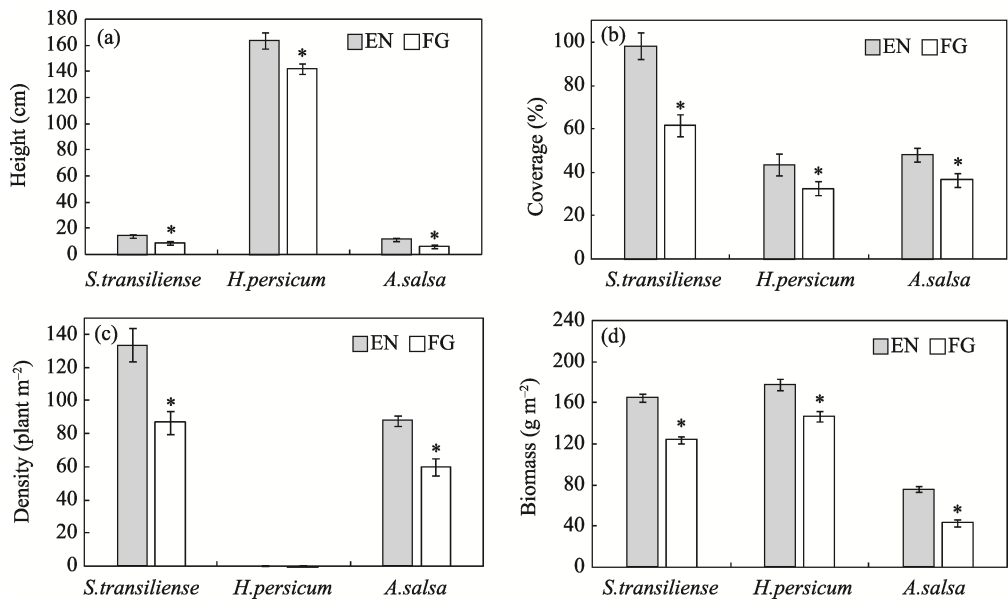 (a)
EN FG
Height (cm)
180
160
140
120
100
80
60
40
20
0
* * *
S.transiliense H.persicum A.salsa
(b)
EN FG
Coverage (%)
100
80
60
40
20
0
* * *
S.transiliense H.persicum A.salsa
(c)
EN FG
Density (plant m⁻²)
140
120
100
80
60
40
20
0
* *
S.transiliense H.persicum A.salsa
(d)
EN FG
Biomass (g m⁻²)
240
200
160
120
80
40
0
* * *
S.transiliense H.persicum A.salsa